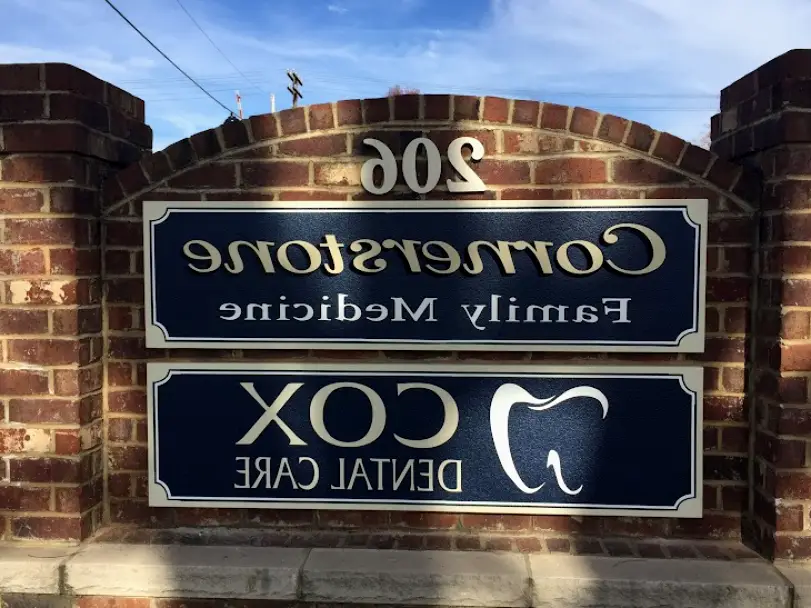 206
Cornerstone
Family Medicine
COX
DENTAL CARE